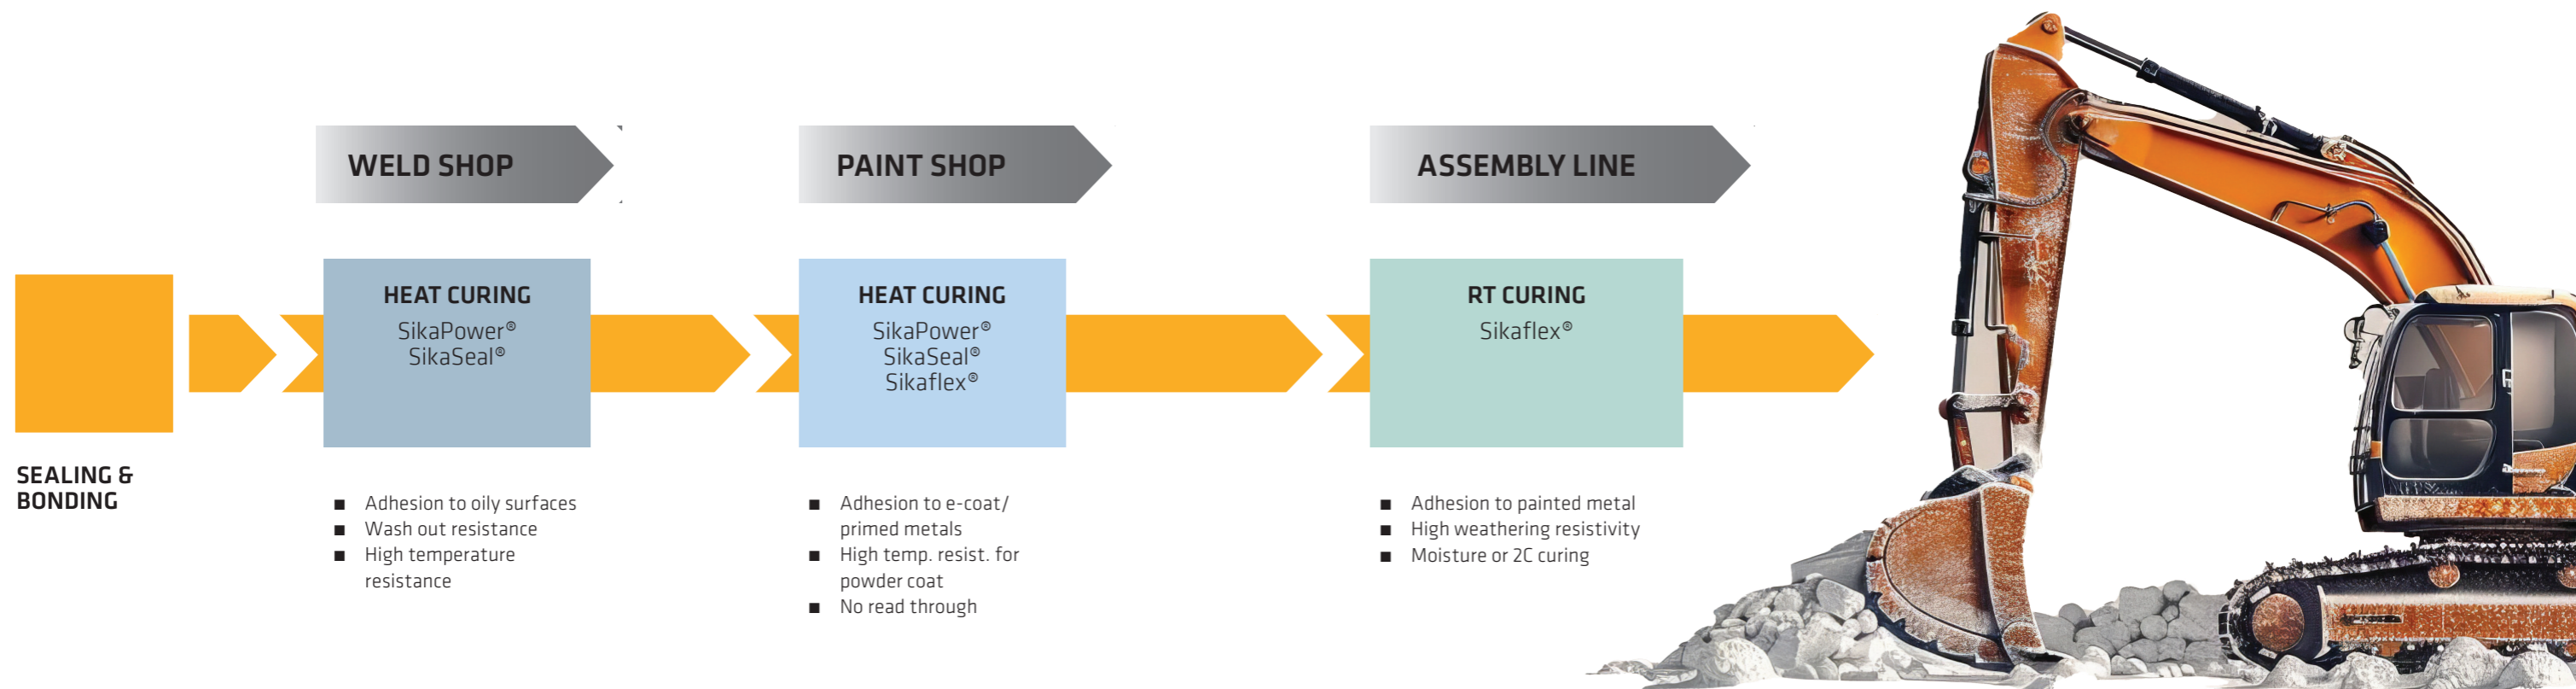 WELD SHOP
PAINT SHOP
ASSEMBLY LINE
SEALING &
BONDING
HEAT CURING
SikaPower®
SikaSeal®
■ Adhesion to oily surfaces
■ Wash out resistance
■ High temperature
resistance
HEAT CURING
SikaPower®
SikaSeal®
Sikaflex®
■ Adhesion to e-coat/
primed metals
■ High temp. resist. for
powder coat
■ No read through
RT CURING
Sikaflex®
■ Adhesion to painted metal
■ High weathering resistivity
■ Moisture or 2C curing